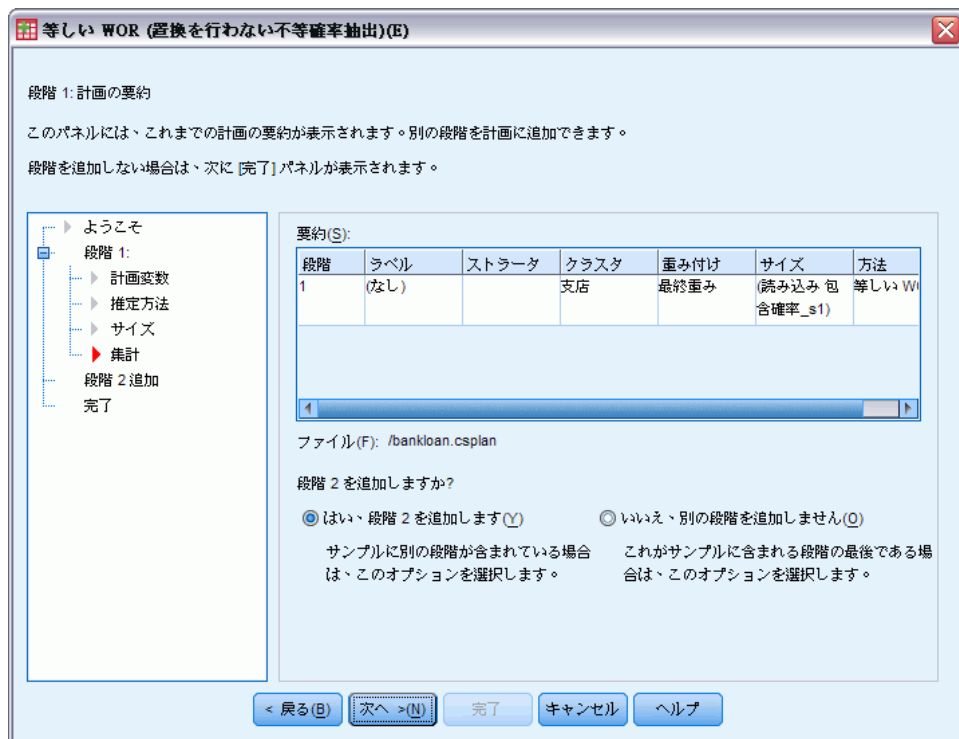 等しい WOR (置換を行わない不等確率抽出)(E)
段階 1: 計画の要約
このパネルには、これまでの計画の要約が表示されます。別の段階を計画に追加できます。
段階を追加しない場合は、次に [完了] パネルが表示されます。
ようこそ
段階 1:
計画変数
推定方法
サイズ
集計
段階 2 追加
完了
要約(S):
段階 ラベル ストラータ クラスタ 重み付け サイズ 方法
1 (なし) 支店 最終重み (読み込み 包 等しい W
含確率_s1)
ファイル(F): /bankloan.csplan
段階 2 を追加しますか?
はい、段階 2 を追加します(Y)
サンプルに別の段階が含まれている場合
は、このオプションを選択します。
いいえ、別の段階を追加しません(O)
これがサンプルに含まれる段階の最後である場
合は、このオプションを選択します。
< 戻る(B) 次へ >(N) 完了 キャンセル ヘルプ